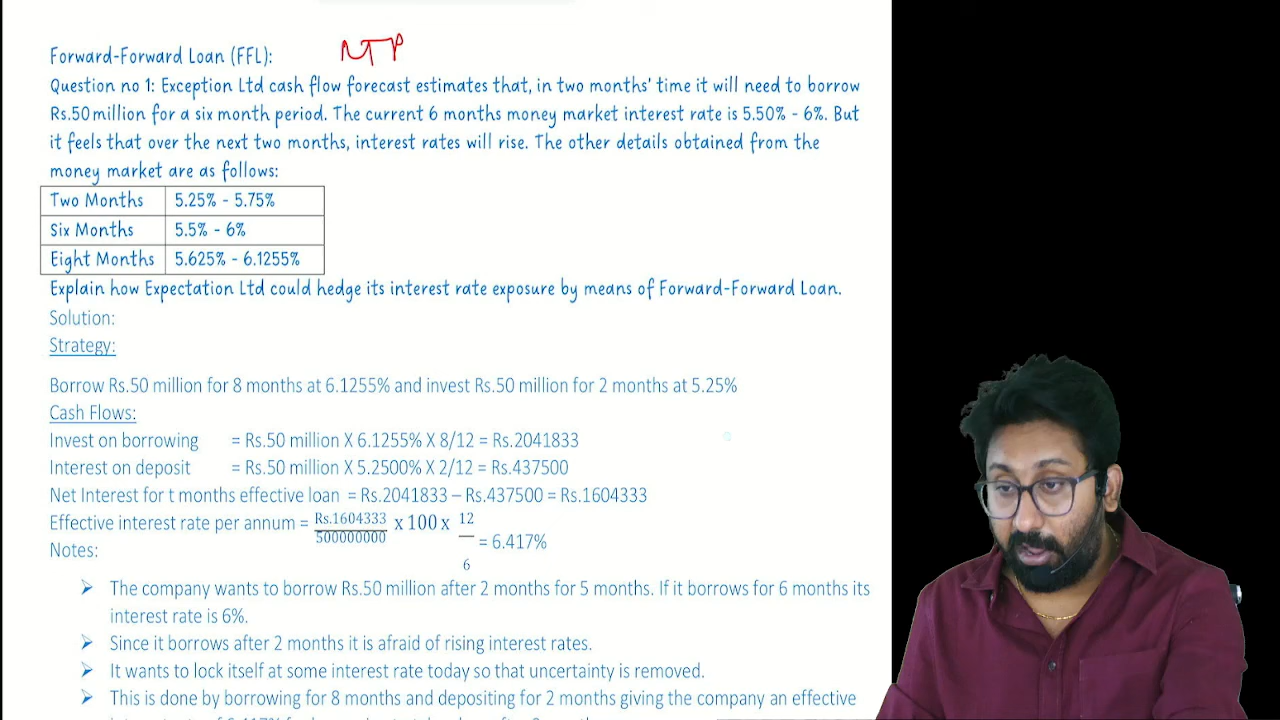 Forward-Forward Loan (FFL): MTP
Question no 1: Exception Ltd cash flow forecast estimates that, in two months' time it will need to borrow
Rs.50 million for a six month period. The current 6 months money market interest rate is 5.50% - 6%. But
it feels that over the next two months, interest rates will rise. The other details obtained from the
money market are as follows:
Two Months 5.25% - 5.75%
Six Months 5.5% - 6%
Eight Months 5.625% - 6.1255%
Explain how Expectation Ltd could hedge its interest rate exposure by means of Forward-Forward Loan.
Solution:
Strategy:
Borrow Rs.50 million for 8 months at 6.1255% and invest Rs.50 million for 2 months at 5.25%
Cash Flows:
Invest on borrowing = Rs.50 million X 6.1255% X 8/12 = Rs.2041833
Interest on deposit = Rs.50 million X 5.2500% X 2/12 = Rs.437500
Net Interest for t months effective loan = Rs.2041833 – Rs.437500 = Rs.1604333
Effective interest rate per annum = Rs.1604333 / 500000000 x 100 x 12 / 6 = 6.417%
Notes:
➢ The company wants to borrow Rs.50 million after 2 months for 5 months. If it borrows for 6 months its
interest rate is 6%.
➢ Since it borrows after 2 months it is afraid of rising interest rates.
➢ It wants to lock itself at some interest rate today so that uncertainty is removed.
➢ This is done by borrowing for 8 months and depositing for 2 months giving the company an effective